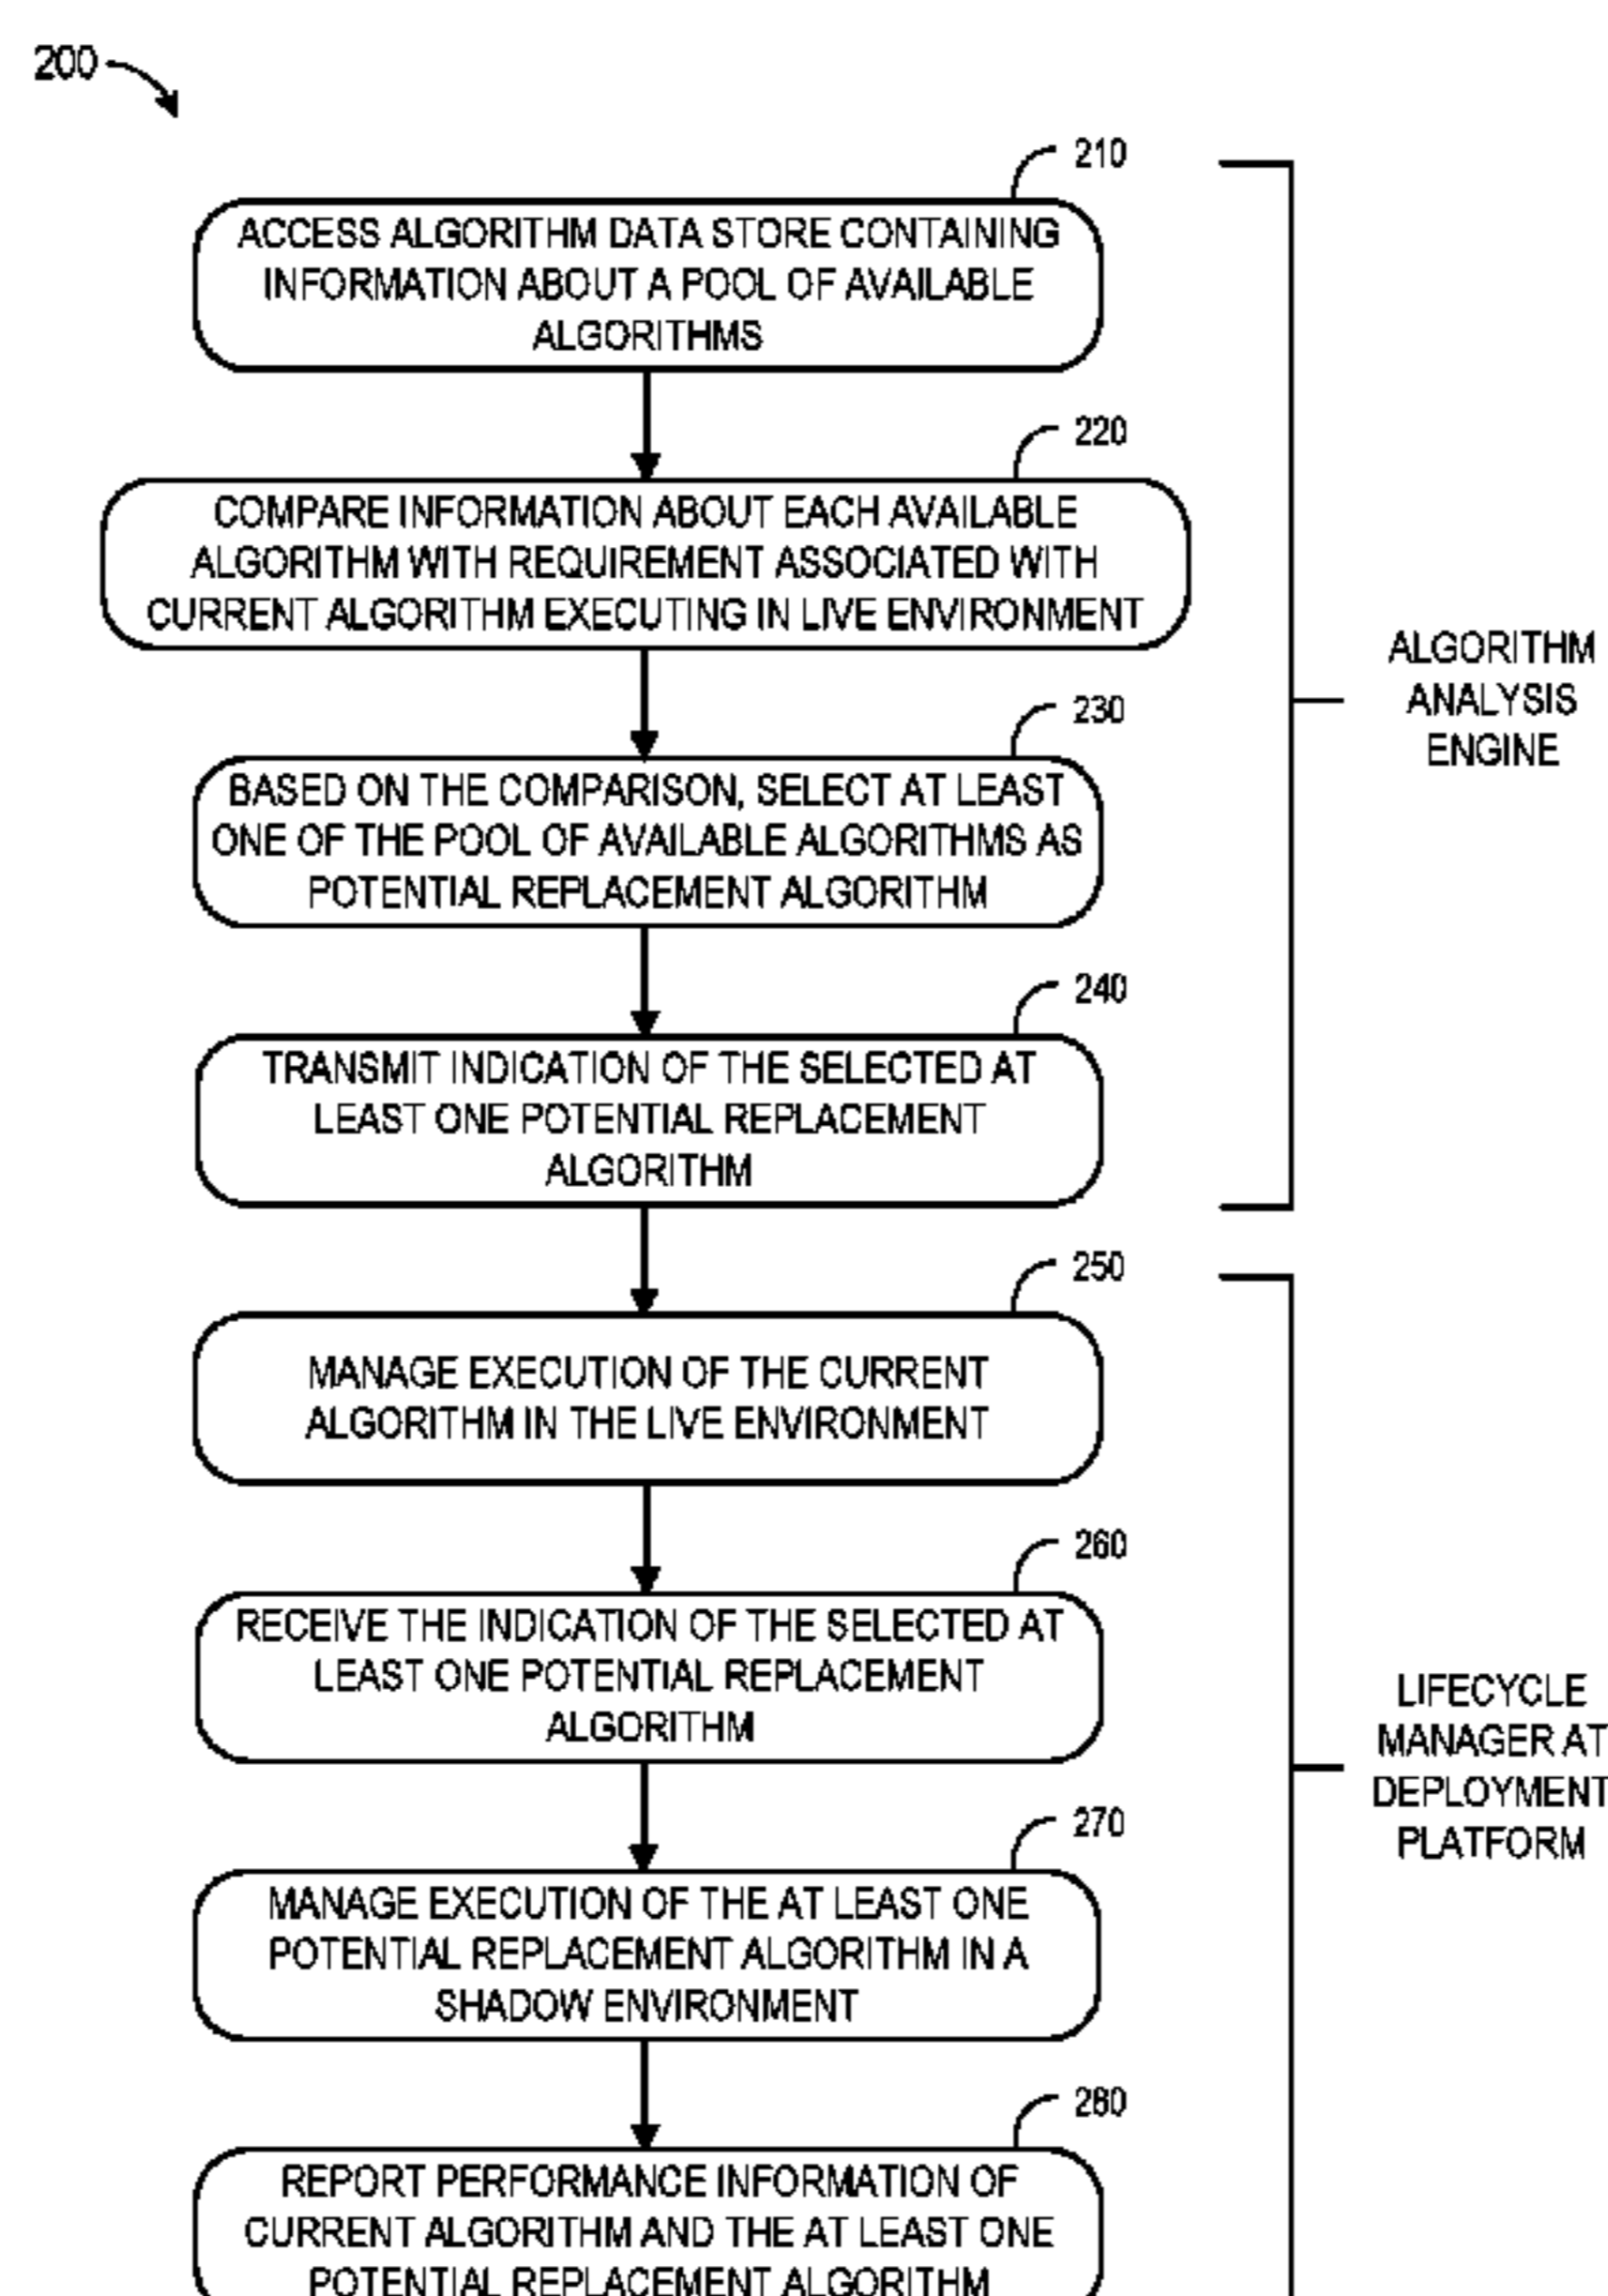 200
210
ACCESS ALGORITHM DATA STORE CONTAINING
INFORMATION ABOUT A POOL OF AVAILABLE
ALGORITHMS
220
COMPARE INFORMATION ABOUT EACH AVAILABLE
ALGORITHM WITH REQUIREMENT ASSOCIATED WITH
CURRENT ALGORITHM EXECUTING IN LIVE ENVIRONMENT
ALGORITHM
ANALYSIS
ENGINE
230
BASED ON THE COMPARISON, SELECT AT LEAST
ONE OF THE POOL OF AVAILABLE ALGORITHMS AS
POTENTIAL REPLACEMENT ALGORITHM
240
TRANSMIT INDICATION OF THE SELECTED AT
LEAST ONE POTENTIAL REPLACEMENT
ALGORITHM
250
MANAGE EXECUTION OF THE CURRENT
ALGORITHM IN THE LIVE ENVIRONMENT
260
RECEIVE THE INDICATION OF THE SELECTED AT
LEAST ONE POTENTIAL REPLACEMENT
ALGORITHM
LIFECYCLE
MANAGER AT
DEPLOYMENT
PLATFORM
270
MANAGE EXECUTION OF THE AT LEAST ONE
POTENTIAL REPLACEMENT ALGORITHM IN A
SHADOW ENVIRONMENT
280
REPORT PERFORMANCE INFORMATION OF
CURRENT ALGORITHM AND THE AT LEAST ONE
POTENTIAL REPLACEMENT ALGORITHM